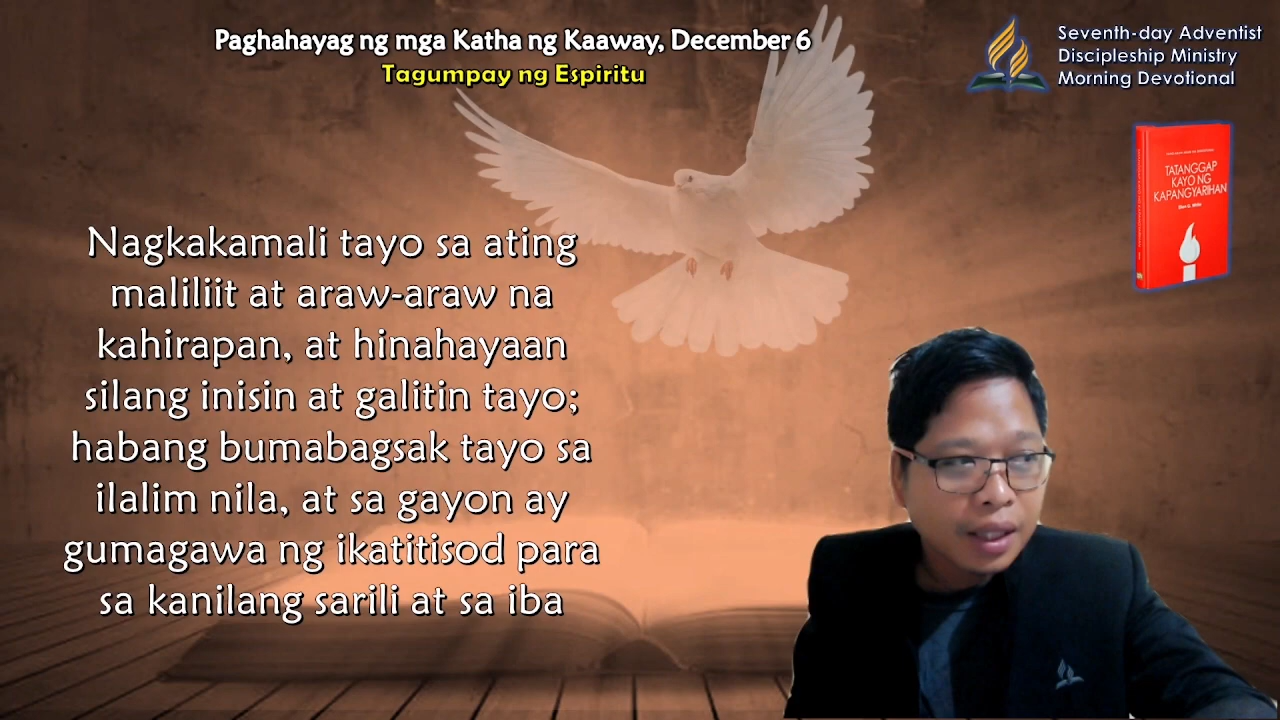 Paghahayag ng mga Katha ng Kaaway, December 6
Tagumpay ng Espiritu
Seventh-day Adventist
Discipleship Ministry
Morning Devotional
TATANGGAP
KAYO NG
KAPANGYARIHAN
Nagkakamali tayo sa ating
maliliit at araw-araw na
kahirapan, at hinahayaan
silang inisin at galitin tayo;
habang bumabagsak tayo sa
ilalim nila, at sa gayon ay
gumagawa ng ikatitisod para
sa kanilang sarili at sa iba